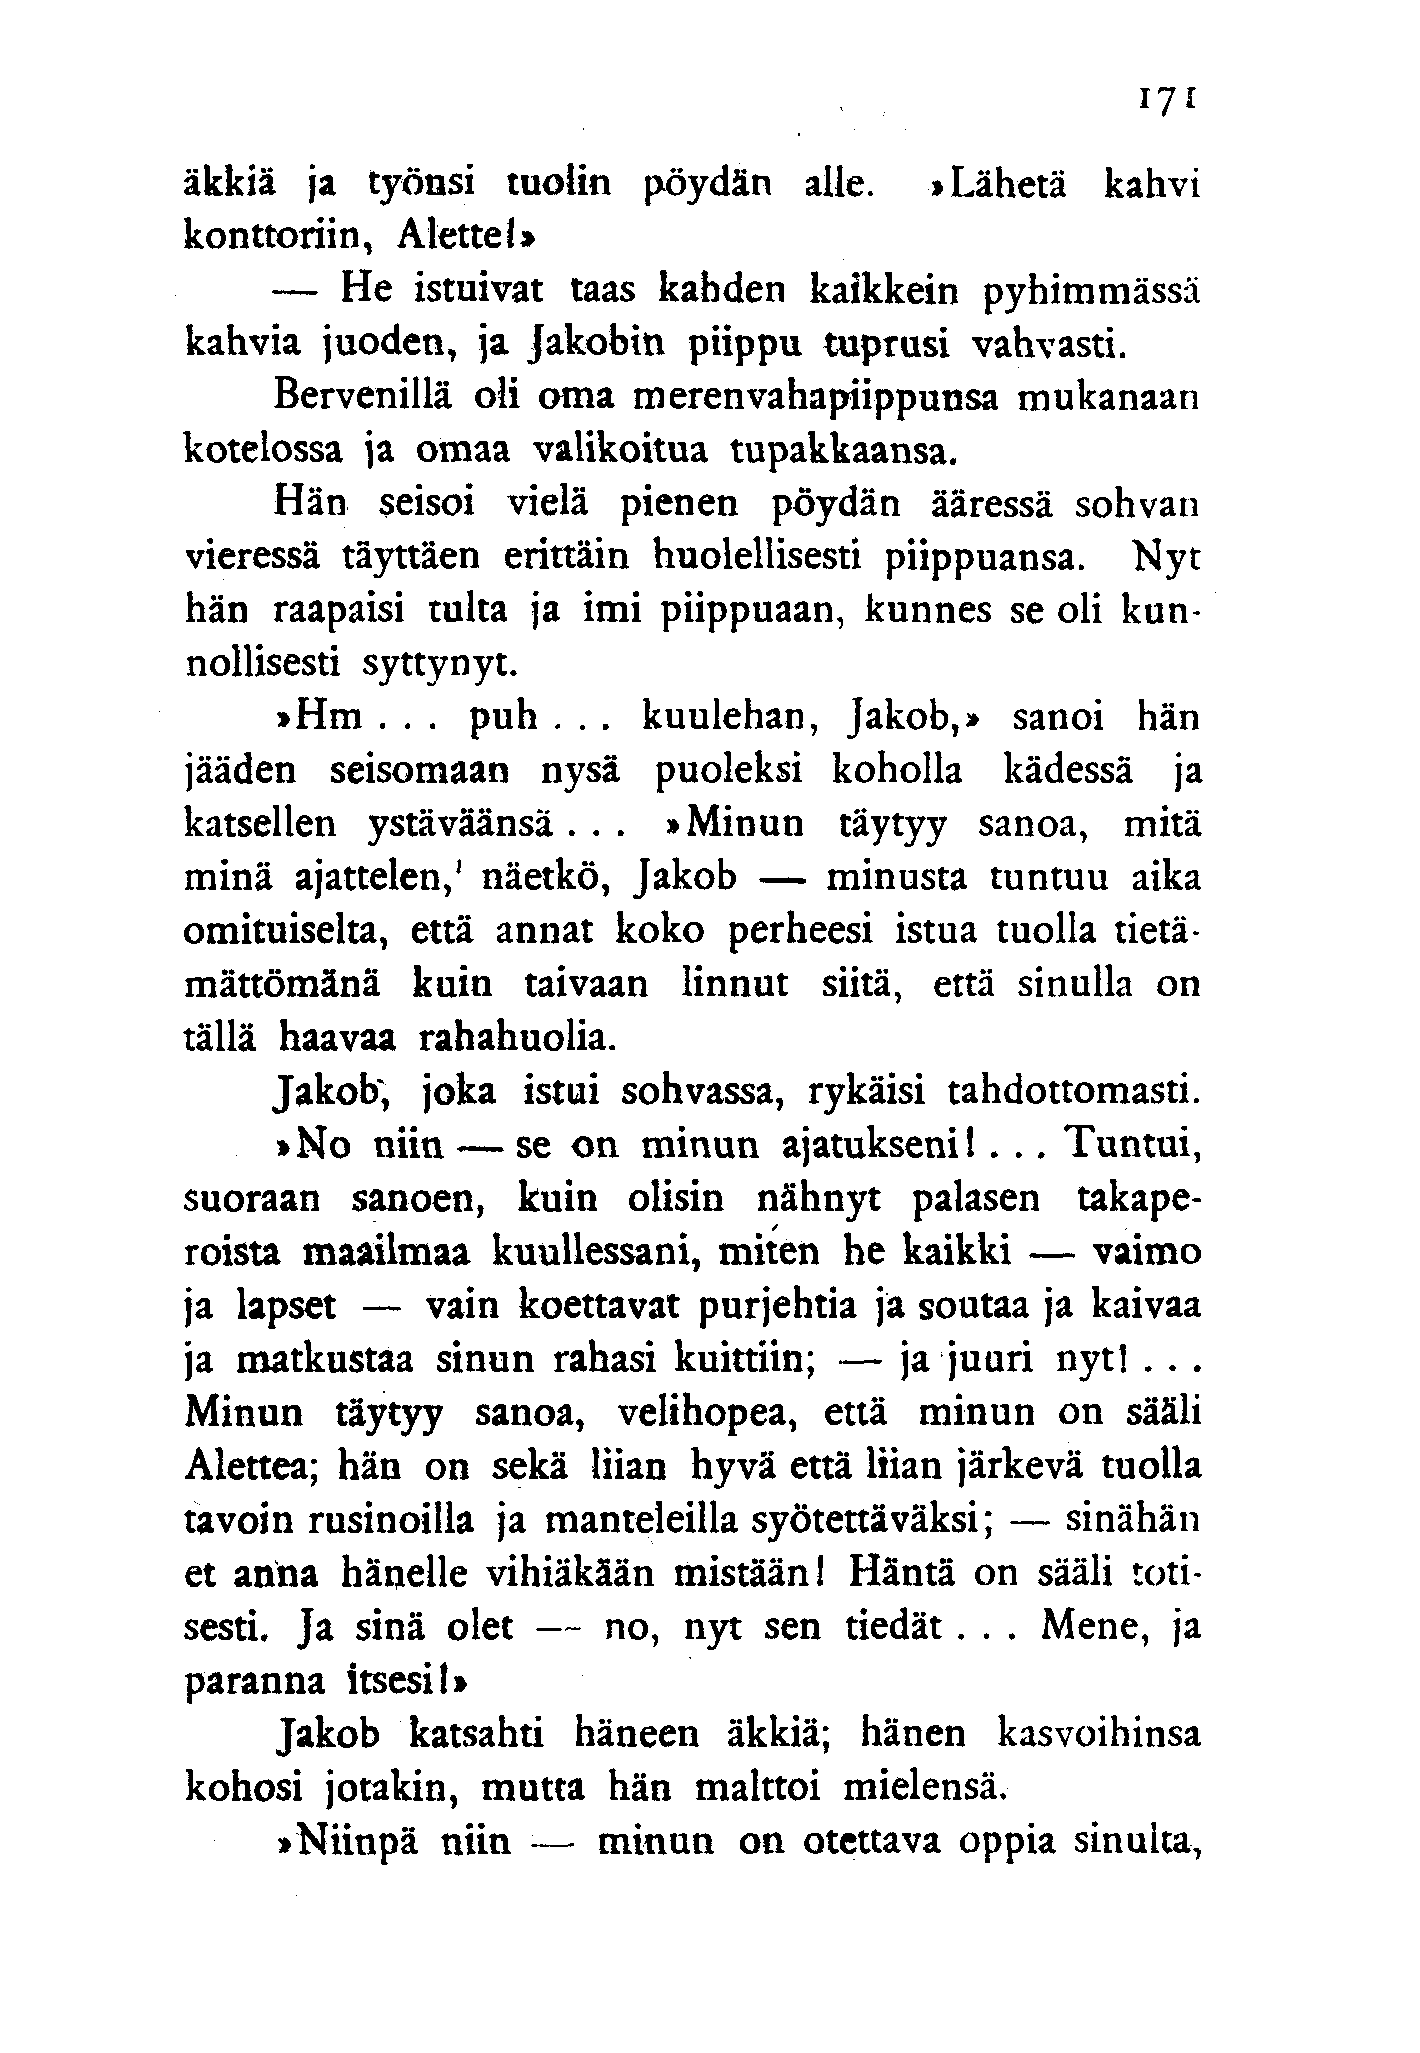 171
äkkiä ja työnsi tuolin pöydän alle. »Lähetä kahvi
konttoriin, Alette!»
— He istuivat taas kahden kaikkein pyhimmässä
kahvia juoden, ja Jakobin piippu tuprusi vahvasti.
Bervenillä oli oma merenvahapiippunsa mukanaan
kotelossa ja omaa valikoitua tupakkaansa.
Hän seisoi vielä pienen pöydän ääressä sohvan
vieressä täyttäen erittäin huolellisesti piippuansa. Nyt
hän raapaisi tulta ja imi piippuaan, kunnes se oli kun-
nollisesti syttynyt.
»Hm . . . puh . . . kuulehan, Jakob,» sanoi hän
jääden seisomaan nysä puoleksi koholla kädessä ja
katsellen ystäväänsä . . . »Minun täytyy sanoa, mitä
minä ajattelen, näetkö, Jakob — minusta tuntuu aika
omituiselta, että annat koko perheesi istua tuolla tietä-
mättömänä kuin taivaan linnut siitä, että sinulla on
tällä haavaa rahahuolia.
Jakob, joka istui sohvassa, rykäisi tahdottomasti.
»No niin — se on minun ajatukseni! . . . Tuntui,
suoraan sanoen, kuin olisin nähnyt palasen takape-
roista maailmaa kuullessani, miten he kaikki — vaimo
ja lapset — vain koettavat purjehtia ja soutaa ja kaivaa
ja matkustaa sinun rahasi kuittiin; — ja juuri nyt! . . .
Minun täytyy sanoa, velihopea, että minun on sääli
Alettea; hän on sekä liian hyvä että liian järkevä tuolla
tavoin rusinoilla ja manteleilla syötettäväksi; — sinähän
et anna hänelle vihiäkään mistään! Häntä on sääli toti-
sesti. Ja sinä olet — no, nyt sen tiedät . . . Mene, ja
paranna itsesi!»
Jakob katsahti häneen äkkiä; hänen kasvoihinsa
kohosi jotakin, mutta hän malttoi mielensä.
»Niinpä niin — minun on otettava oppia sinulta,